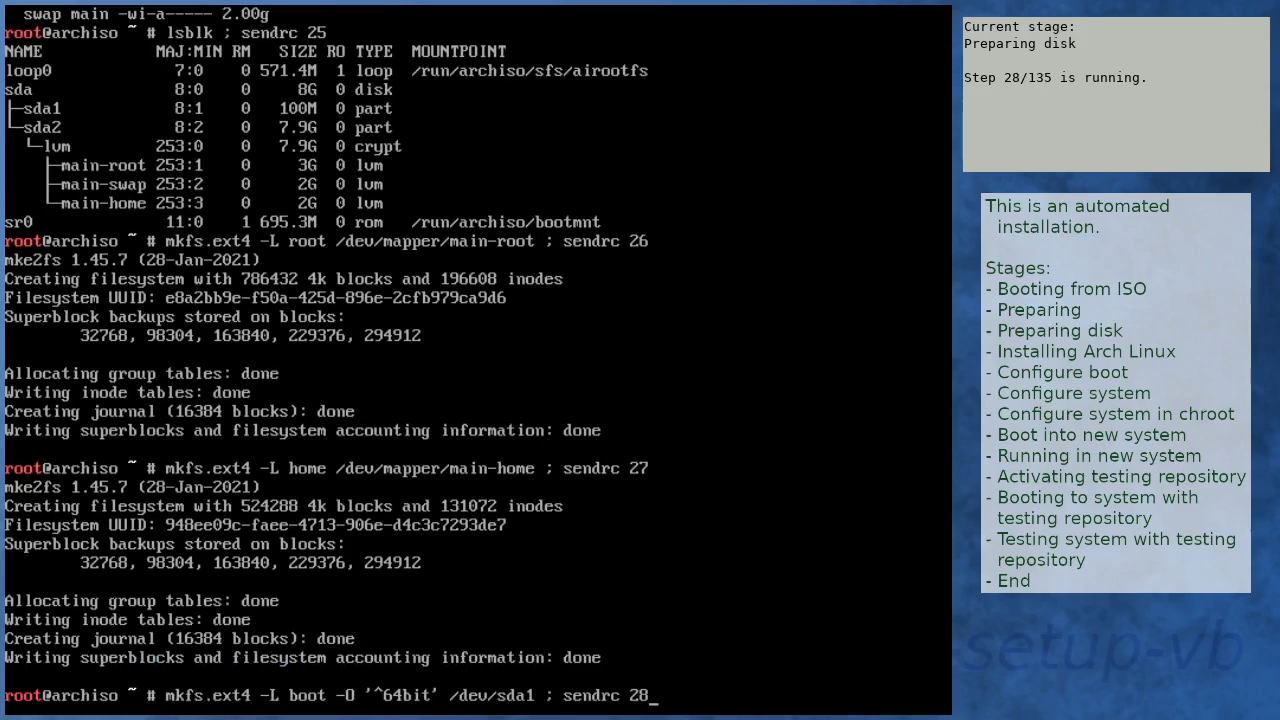 swap main -wi-a----- 2.00g
root@archiso ~ # lsblk ; sendrc 25
NAME              MAJ:MIN RM   SIZE RO TYPE  MOUNTPOINT
loop0               7:0    0 571.4M  1 loop  /run/archiso/sfs/airootfs
sda                 8:0    0     8G  0 disk
├─sda1              8:1    0   100M  0 part
└─sda2              8:2    0   7.9G  0 part
  └─lvm           253:0    0   7.9G  0 crypt
    ├─main-root 253:1    0     3G  0 lvm
    ├─main-swap 253:2    0     2G  0 lvm
    └─main-home 253:3    0     2G  0 lvm
sr0                11:0    1 695.3M  0 rom   /run/archiso/bootmnt
root@archiso ~ # mkfs.ext4 -L root /dev/mapper/main-root ; sendrc 26
mke2fs 1.45.7 (28-Jan-2021)
Creating filesystem with 786432 4k blocks and 196608 inodes
Filesystem UUID: e8a2bb9e-f50a-425d-896e-2cfb979ca9d6
Superblock backups stored on blocks:
        32768, 98304, 163840, 229376, 294912
Allocating group tables: done
Writing inode tables: done
Creating journal (16384 blocks): done
Writing superblocks and filesystem accounting information: done
root@archiso ~ # mkfs.ext4 -L home /dev/mapper/main-home ; sendrc 27
mke2fs 1.45.7 (28-Jan-2021)
Creating filesystem with 524288 4k blocks and 131072 inodes
Filesystem UUID: 948ee09c-faee-4713-906e-d4c3c7293de7
Superblock backups stored on blocks:
        32768, 98304, 163840, 229376, 294912
Allocating group tables: done
Writing inode tables: done
Creating journal (16384 blocks): done
Writing superblocks and filesystem accounting information: done
root@archiso ~ # mkfs.ext4 -L boot -O '^64bit' /dev/sda1 ; sendrc 28_
Current stage:
Preparing disk
Step 28/135 is running.
This is an automated
installation.
Stages:
- Booting from ISO
- Preparing
- Preparing disk
- Installing Arch Linux
- Configure boot
- Configure system
- Configure system in chroot
- Boot into new system
- Running in new system
- Activating testing repository
- Booting to system with
testing repository
- Testing system with testing
repository
- End
-setup-vb